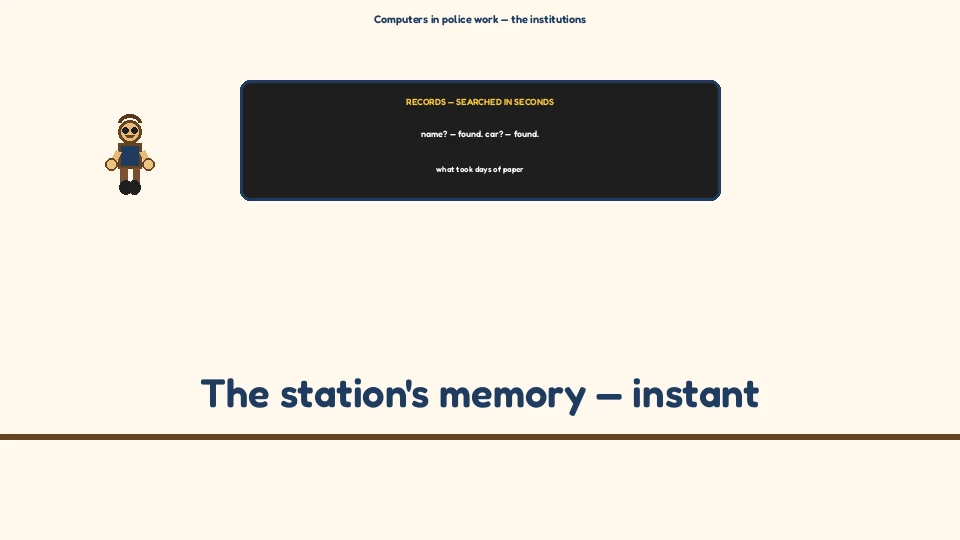 Computers in police work — the institutions
RECORDS — SEARCHED IN SECONDS
name? — found. car? — found.
what took days of paper
The station's memory — instant